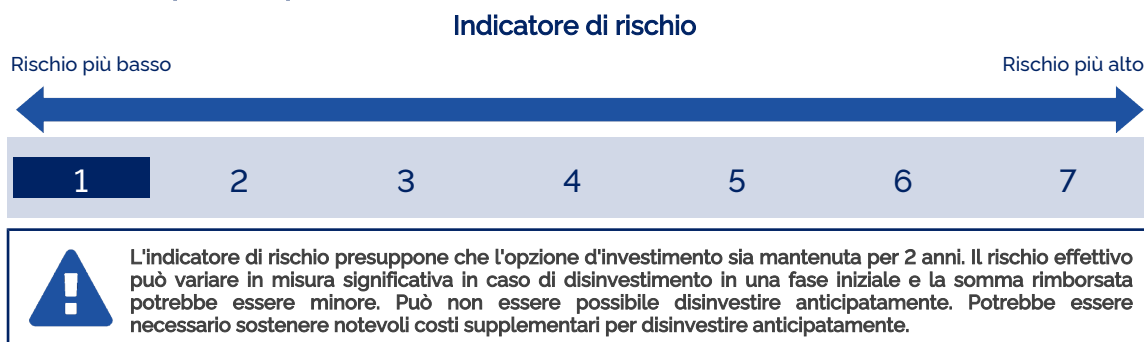 Indicatore di rischio
Rischio più basso Rischio più alto
1 2 3 4 5 6 7
L'indicatore di rischio presuppone che l'opzione d'investimento sia mantenuta per 2 anni. Il rischio effettivo
può variare in misura significativa in caso di disinvestimento in una fase iniziale e la somma rimborsata
potrebbe essere minore. Può non essere possibile disinvestire anticipatamente. Potrebbe essere
necessario sostenere notevoli costi supplementari per disinvestire anticipatamente.